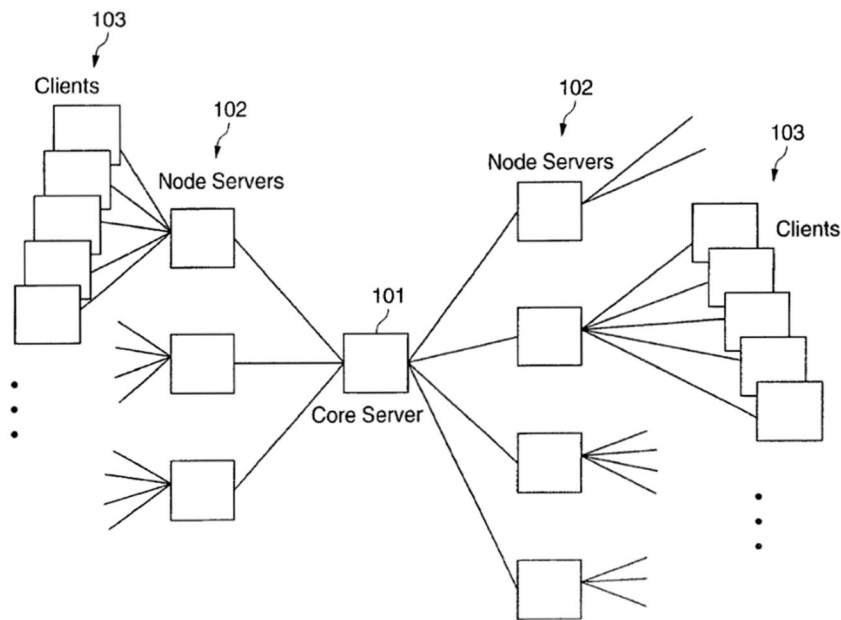 103
Clients
102
Node Servers
101
Core Server
102
Node Servers
103
Clients